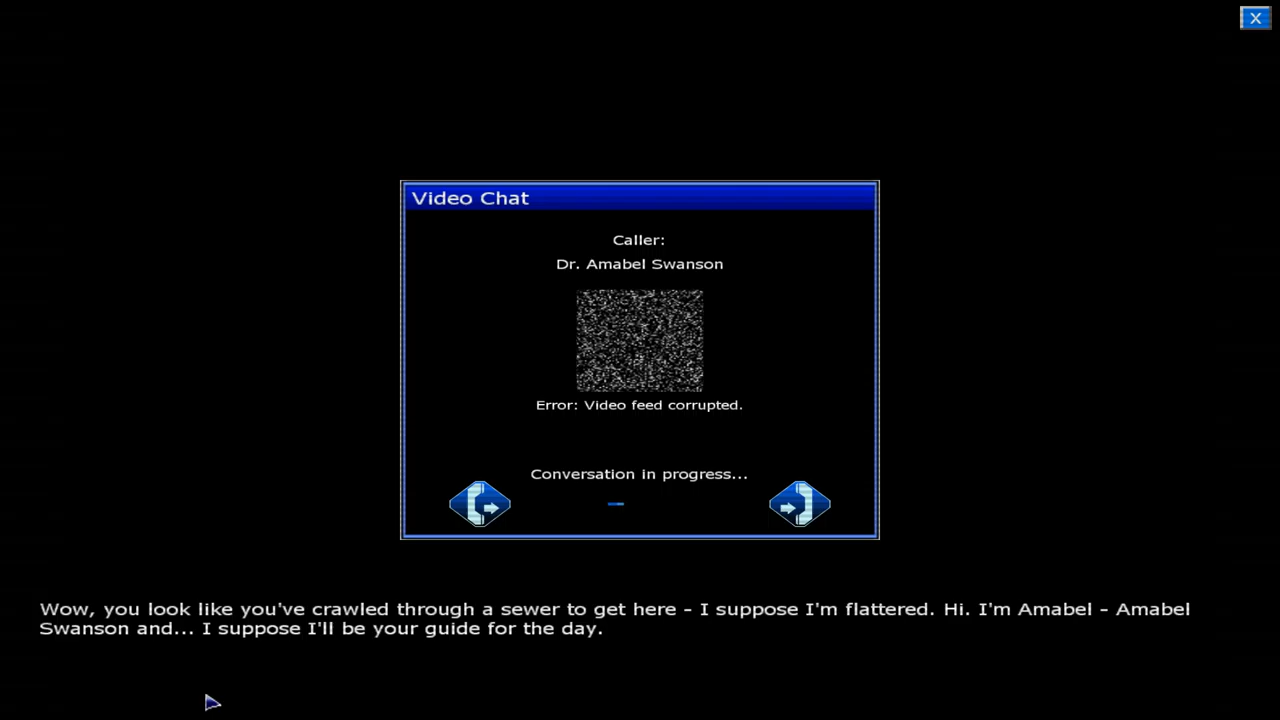 X
Video Chat
Caller:
Dr. Amabel Swanson
Error: Video feed corrupted.
Conversation in progress...
Wow, you look like you've crawled through a sewer to get here - I suppose I'm flattered. Hi. I'm Amabel - Amabel
Swanson and... I suppose I'll be your guide for the day.